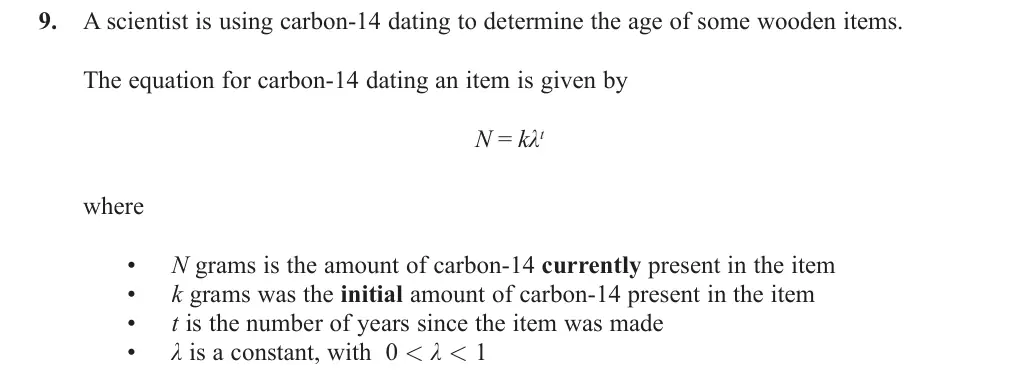 9. A scientist is using carbon-14 dating to determine the age of some wooden items.
The equation for carbon-14 dating an item is given by
N = kλᵗ
where
• N grams is the amount of carbon-14 currently present in the item
• k grams was the initial amount of carbon-14 present in the item
• t is the number of years since the item was made
• λ is a constant, with 0 < λ < 1